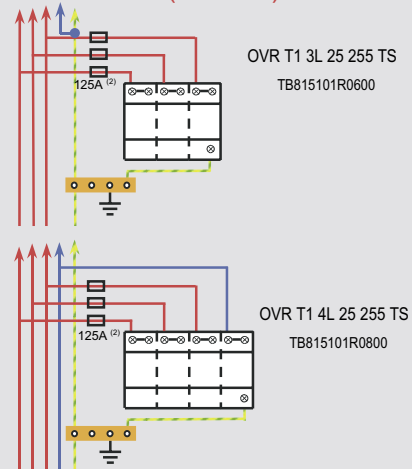 OVR T1 3L 25 255 TS
TB815101R0600
125A (2)
OVR T1 4L 25 255 TS
TB815101R0800
125A (2)